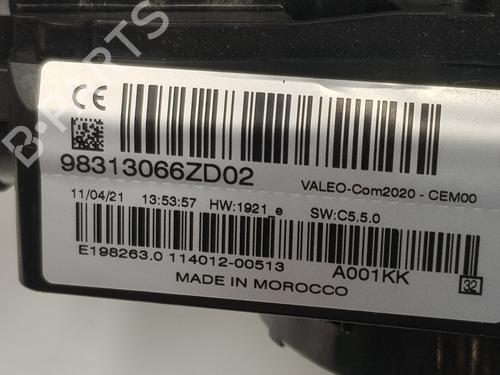 CE
98313066ZD02
VALEO-Com2020 - CEM00
11/04/21 13:53:57 HW:1921_e SW:C5.5.0
E198263.0 114012-00513 A001KK
MADE IN MOROCCO
32
B-PARTS